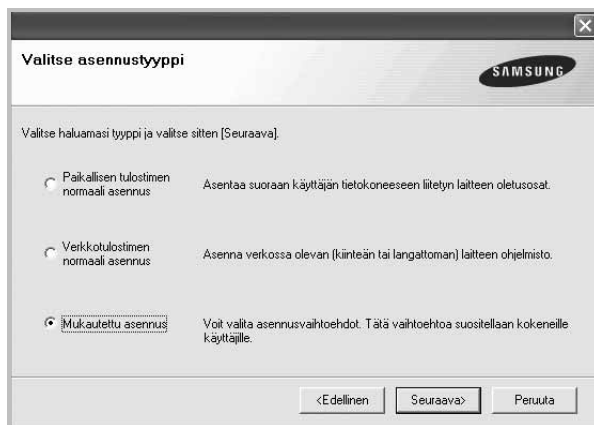 Valitse asennustyyppi
SAMSUNG
Valitse haluamasi tyyppi ja valitse sitten [Seuraava].
Paikallisen tulostimen
normaali asennus
Asentaa suoraan käyttäjän tietokoneeseen liitetyn laitteen oletusosat.
Verkkotulostimen
normaali asennus
Asenna verkossa olevan (kiinteän tai langattoman) laitteen ohjelmisto.
Mukautettu asennus
Voit valita asennusvaihtoehdot. Tätä vaihtoehtoa suositellaan kokeneille
käyttäjille.
<Edellinen
Seuraava>
Peruuta